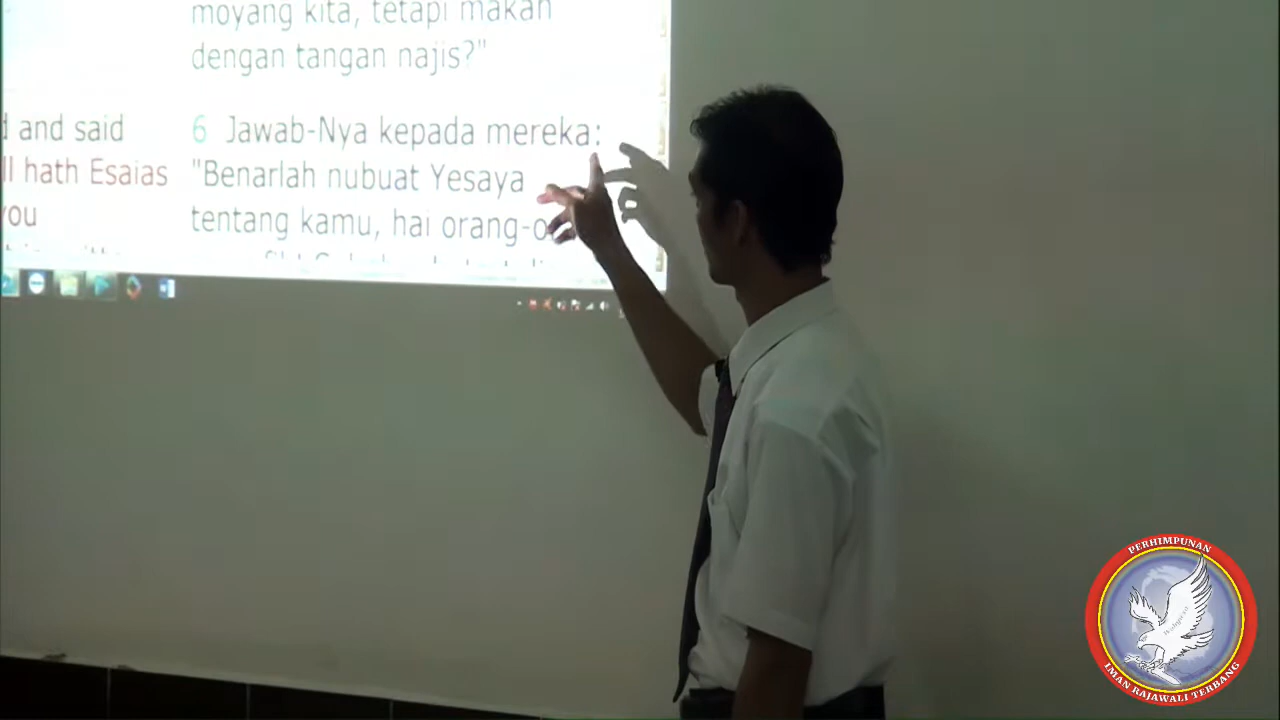 moyang kita, tetapi makan
dengan tangan najis?"
6 Jawab-Nya kepada mereka:
"Benarlah nubuat Yesaya
tentang kamu, hai orang-o
and said
ll hath Esaias
you
PERHIMPUNAN
IMAN RAJAWALI TERBANG